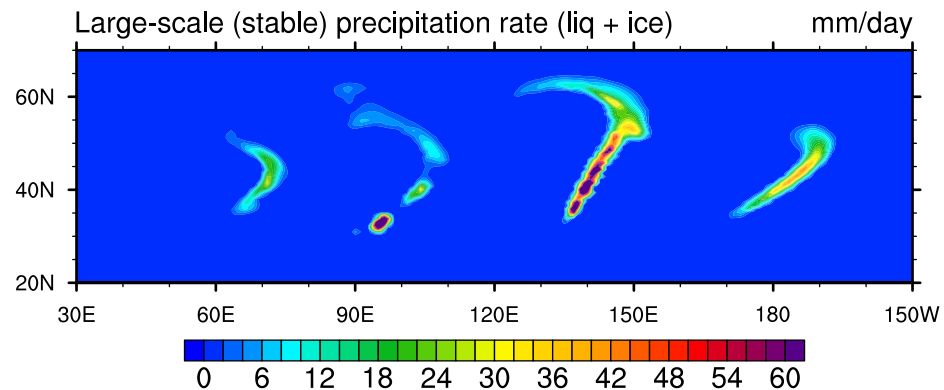 Large-scale (stable) precipitation rate (liq + ice) mm/day
60N
40N
20N
30E 60E 90E 120E 150E 180 150W
0 6 12 18 24 30 36 42 48 54 60